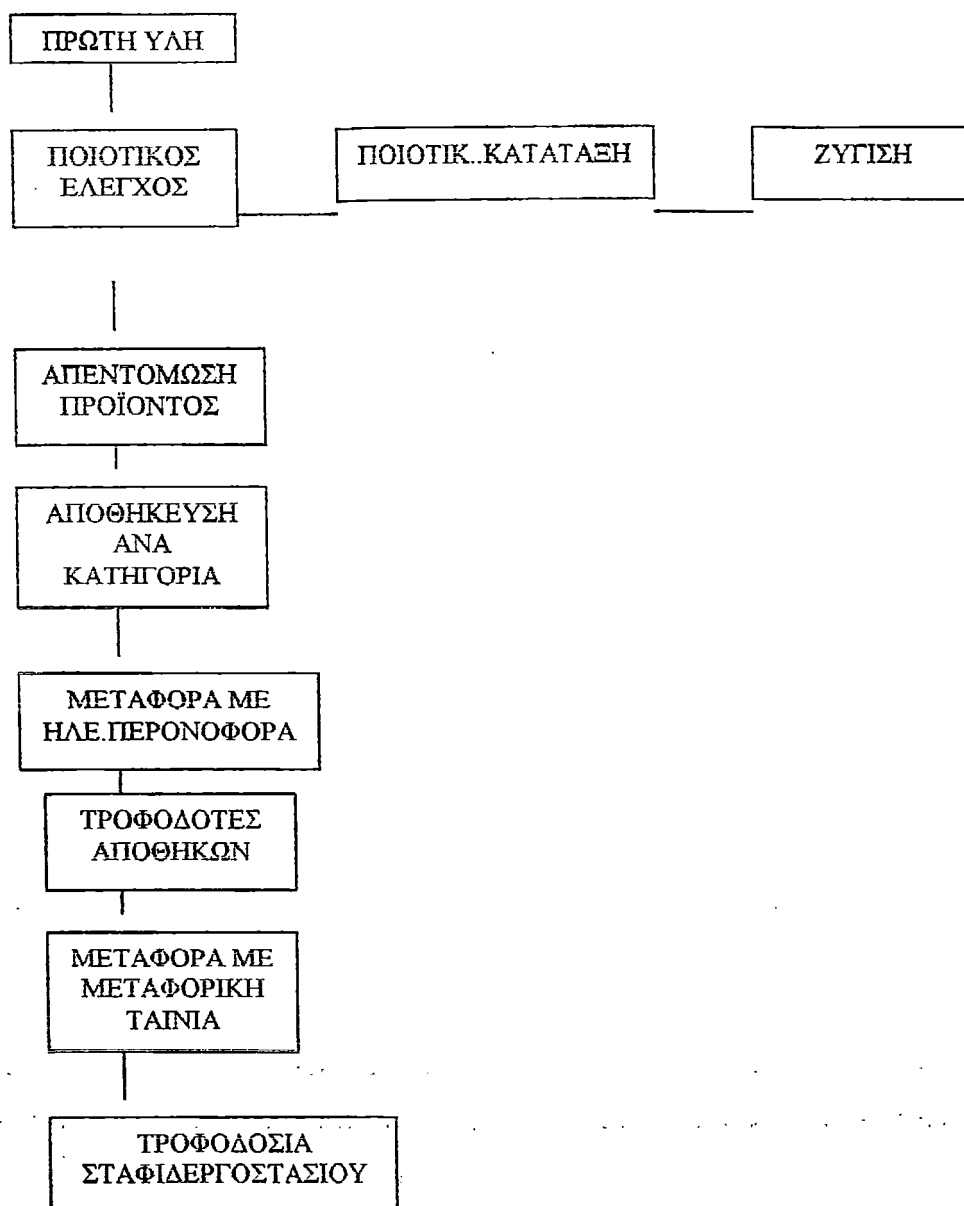 ΠΡΩΤΗ ΥΛΗ
ΠΟΙΟΤΙΚΟΣ
ΕΛΕΓΧΟΣ
ΠΟΙΟΤΙΚ..ΚΑΤΑΤΑΞΗ
ΖΥΓΙΣΗ
ΑΠΕΝΤΟΜΩΣΗ
ΠΡΟΪΟΝΤΟΣ
ΑΠΟΘΗΚΕΥΣΗ
ΑΝΑ
ΚΑΤΗΓΟΡΙΑ
ΜΕΤΑΦΟΡΑ ΜΕ
ΗΛΕ.ΠΕΡΟΝΟΦΟΡΑ
ΤΡΟΦΟΔΟΤΕΣ
ΑΠΟΘΗΚΩΝ
ΜΕΤΑΦΟΡΑ ΜΕ
ΜΕΤΑΦΟΡΙΚΗ
ΤΑΙΝΙΑ
ΤΡΟΦΟΔΟΣΙΑ
ΣΤΑΦΙΔΕΡΓΟΣΤΑΣΙΟΥ